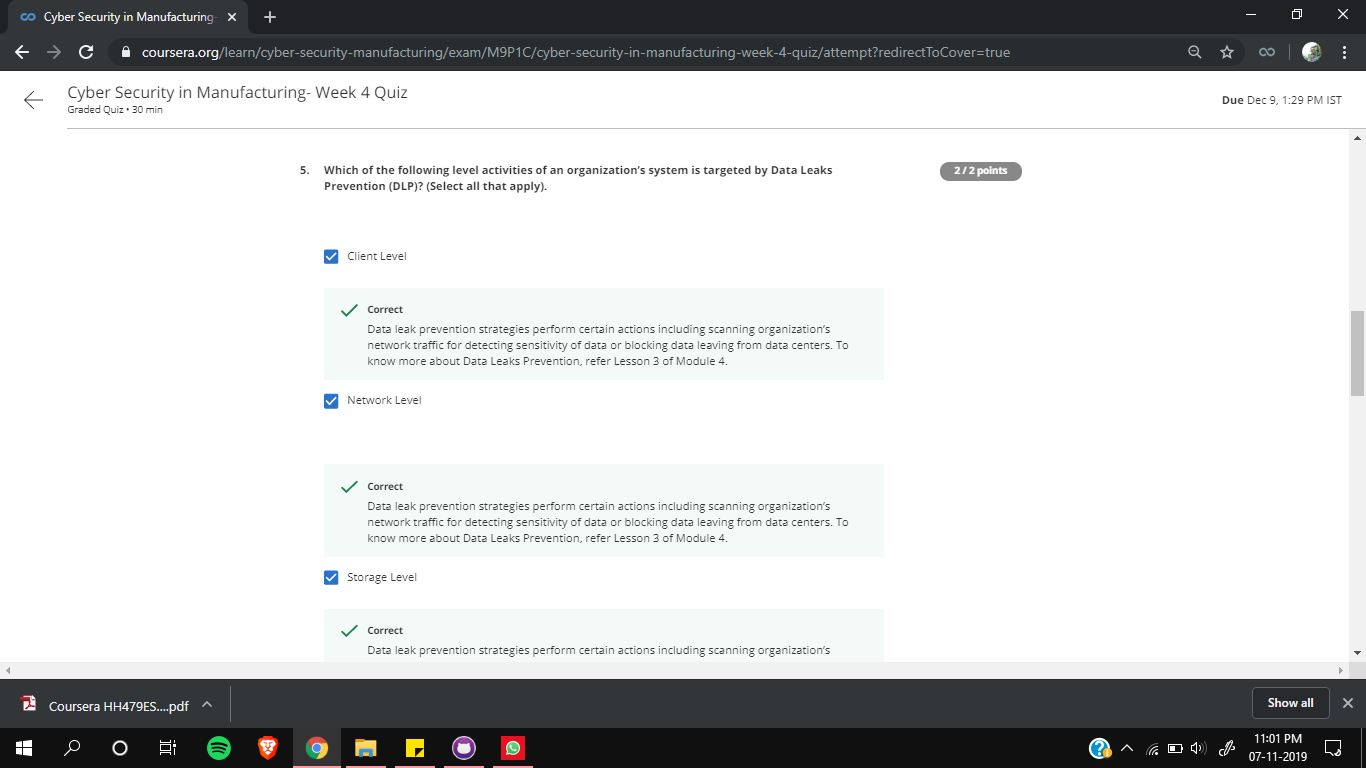 Cyber Security in Manufacturing-
coursera.org/learn/cyber-security-manufacturing/exam/M9P1C/cyber-security-in-manufacturing-week-4-quiz/attempt?redirectToCover=true
Cyber Security in Manufacturing- Week 4 Quiz
Graded Quiz • 30 min
Due Dec 9, 1:29 PM IST
5. Which of the following level activities of an organization's system is targeted by Data Leaks
Prevention (DLP)? (Select all that apply).
2 / 2 points
Client Level
Correct
Data leak prevention strategies perform certain actions including scanning organization's
network traffic for detecting sensitivity of data or blocking data leaving from data centers. To
know more about Data Leaks Prevention, refer Lesson 3 of Module 4.
Network Level
Correct
Data leak prevention strategies perform certain actions including scanning organization's
network traffic for detecting sensitivity of data or blocking data leaving from data centers. To
know more about Data Leaks Prevention, refer Lesson 3 of Module 4.
Storage Level
Correct
Data leak prevention strategies perform certain actions including scanning organization's
Coursera HH479ES....pdf
Show all
11:01 PM
07-11-2019